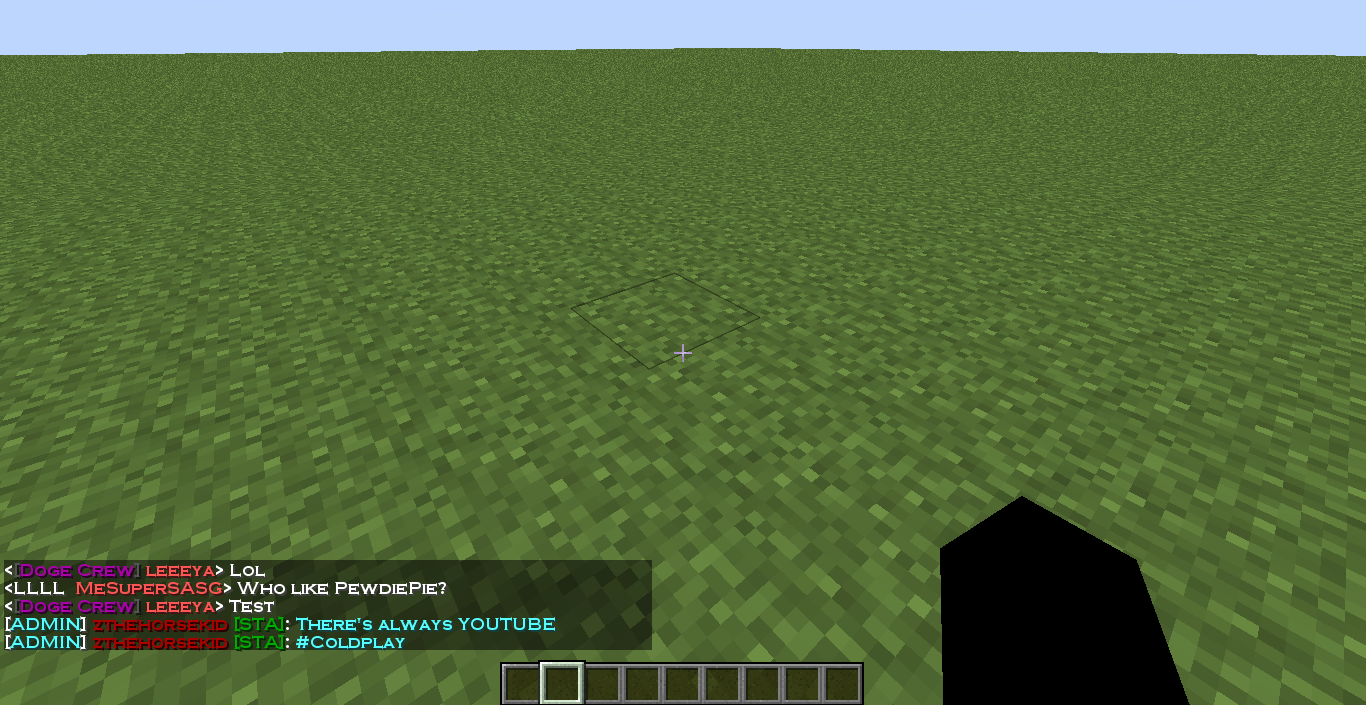 <[Doge Crew] leeeya> Lol
<LLLL MeSuperSASG> Who like PewdiePie?
<[Doge Crew] leeeya> Test
[ADMIN] zthehorsekid [STA]: There's always YOUTUBE
[ADMIN] zthehorsekid [STA]: #Coldplay